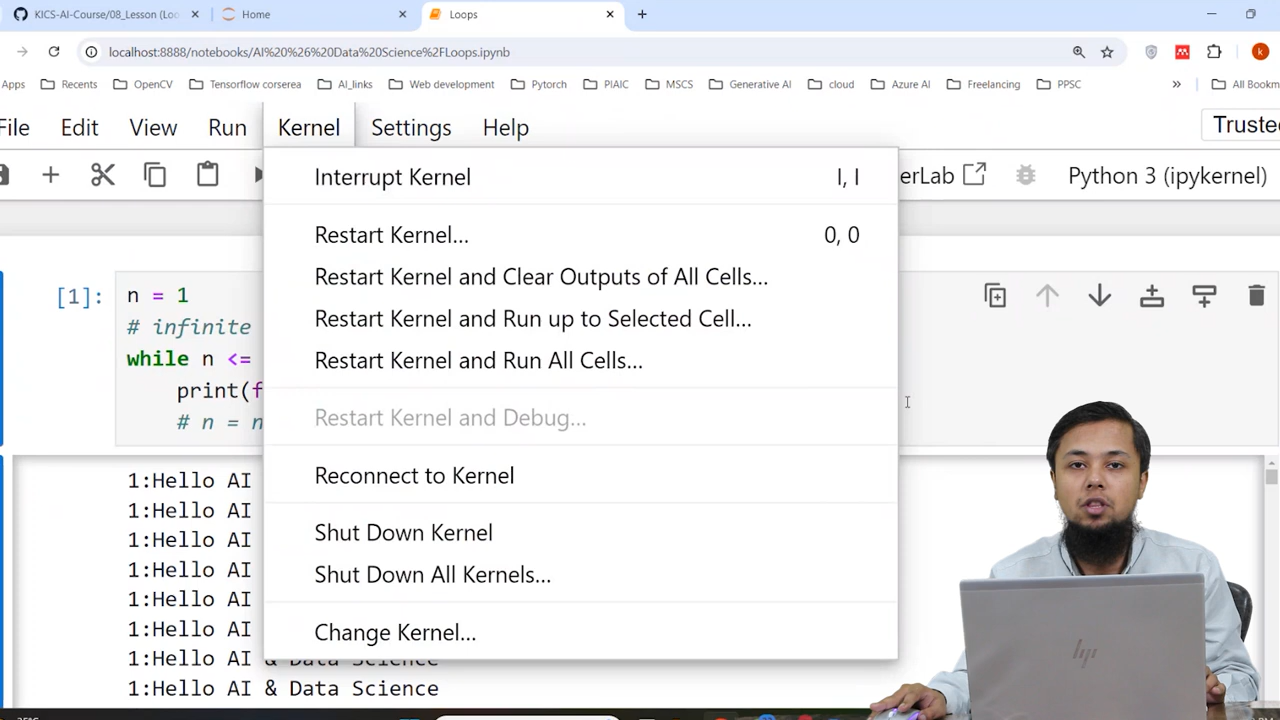 KICS-AI-Course/08_Lesson (Loo
Home
Loops
localhost:8888/notebooks/AI%20%26%20Data%20Science%2FLoops.ipynb
k
Apps
Recents
OpenCV
Tensorflow corserea
AI_links
Web development
Pytorch
PIAIC
MSCS
Generative AI
cloud
Azure AI
Freelancing
PPSC
»
All Bookm
File Edit View Run Kernel Settings Help
Truste
erLab
Python 3 (ipykernel)
Interrupt Kernel I, I
Restart Kernel... 0, 0
Restart Kernel and Clear Outputs of All Cells...
Restart Kernel and Run up to Selected Cell...
Restart Kernel and Run All Cells...
Restart Kernel and Debug...
Reconnect to Kernel
Shut Down Kernel
Shut Down All Kernels...
Change Kernel...
[1]: n = 1
# infinite
while n <=
print(f
# n = n
1:Hello AI
1:Hello AI
1:Hello AI
1:Hello AI
1:Hello AI
1:Hello AI
1:Hello AI & Data Science
1:Hello AI & Data Science
hp